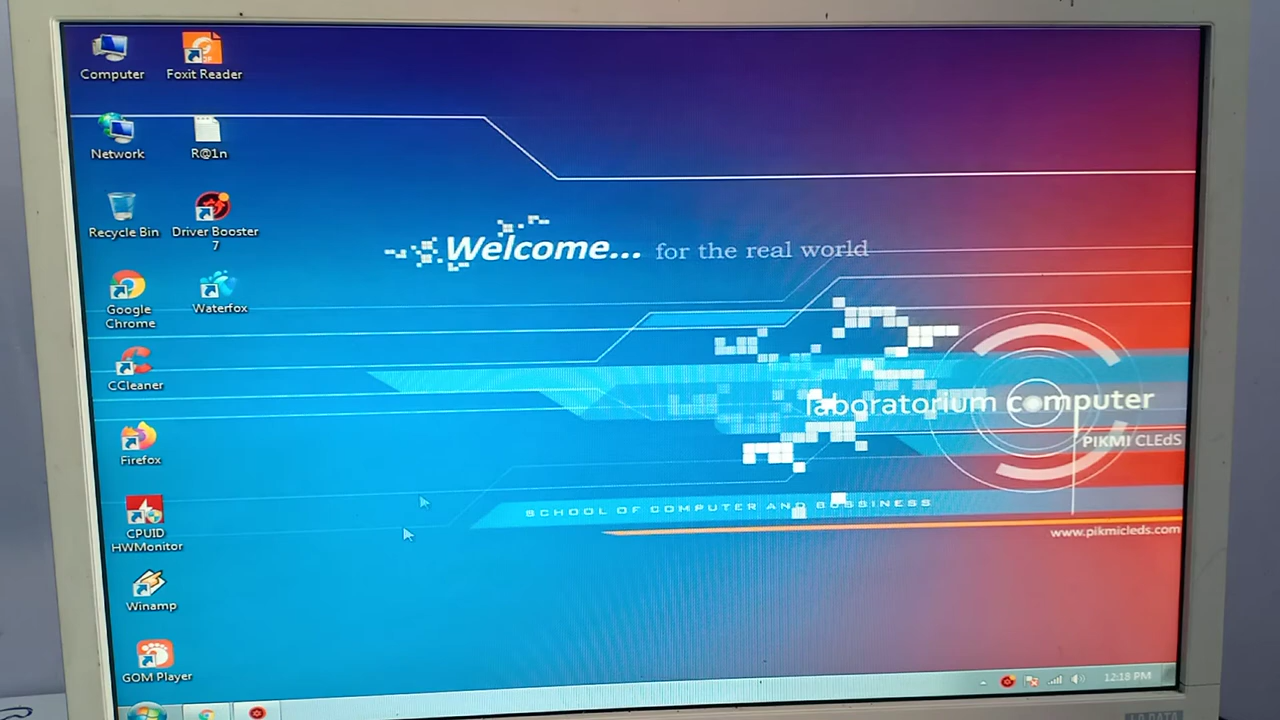 Computer
Foxit Reader
Network
R@1n
Recycle Bin
Driver Booster
7
Google
Chrome
Waterfox
CCleaner
Firefox
CPUID
HWMonitor
Winamp
GOM Player
Welcome... for the real world
laboratorium computer
PIKMI CLEdS
SCHOOL OF COMPUTER AND BUSSINESS
www.pikmicleds.com
12:18 PM